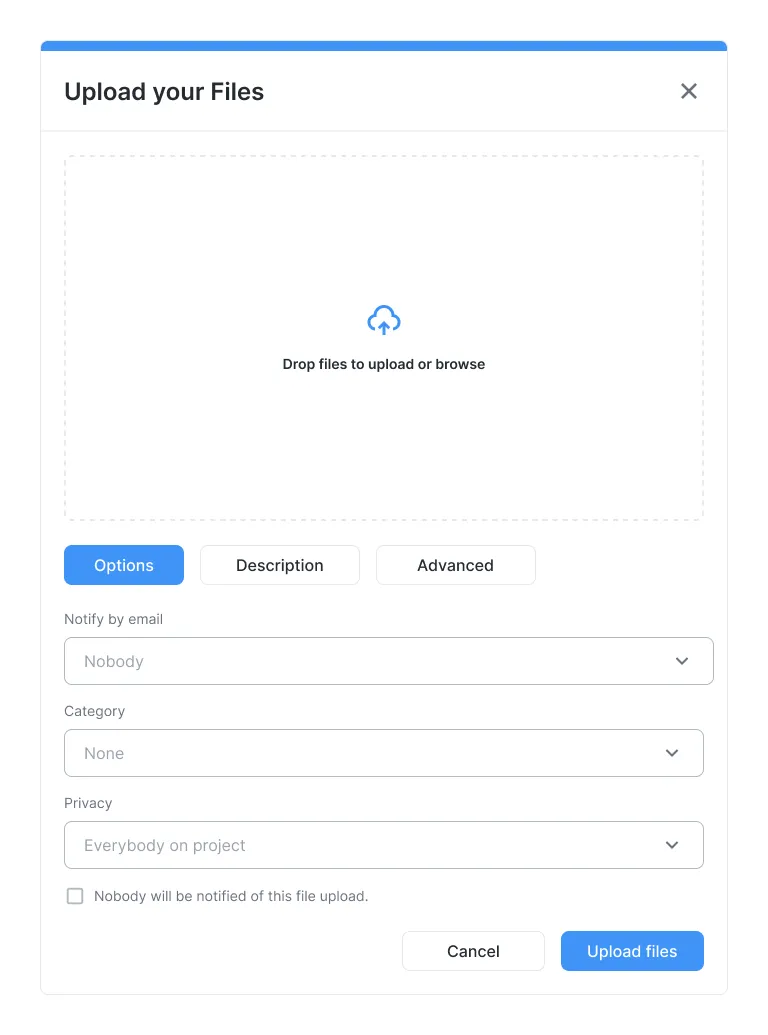 Upload your Files
Drop files to upload or browse
Options Description Advanced
Notify by email
Nobody
Category
None
Privacy
Everybody on project
Nobody will be notified of this file upload.
Cancel Upload files